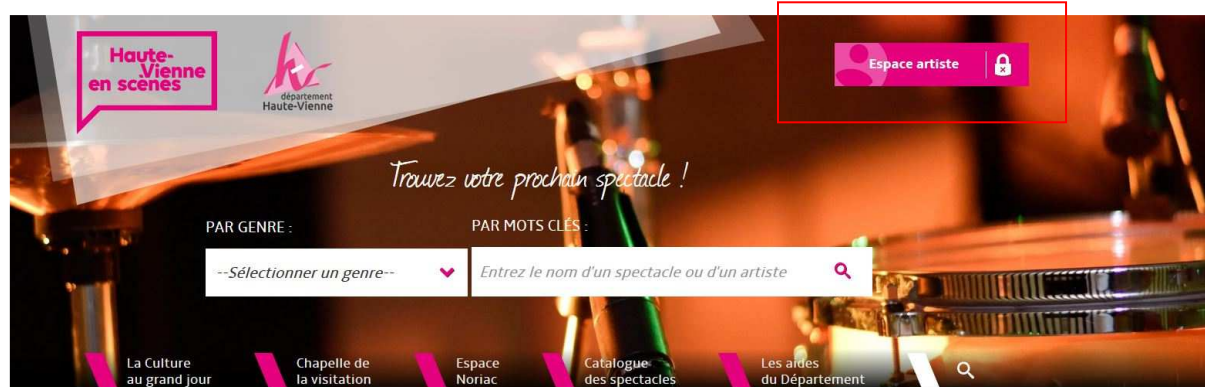 Haute-
Vienne
en scènes
département
Haute-Vienne
Espace artiste
Trouvez votre prochain spectacle !
PAR GENRE :
PAR MOTS CLÉS :
--Sélectionner un genre--
Entrez le nom d'un spectacle ou d'un artiste
La Culture
au grand jour
Chapelle de
la visitation
Espace
Noriac
Catalogue
des spectacles
Les aides
du Département